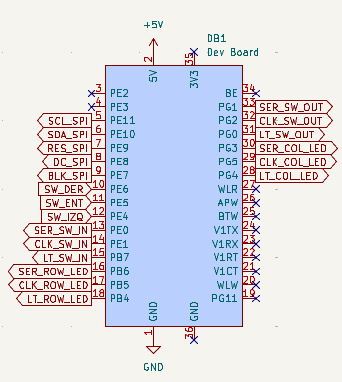 +5V
DB1
Dev Board
2
35
5V
3V3
3 PE2 BE 34
4 PE3 PG1 33 SER_SW_OUT
SCL_SPI 5 PE11 PG2 32 CLK_SW_OUT
SDA_SPI 6 PE10 PG0 31 LT_SW_OUT
RES_SPI 7 PE9 PG3 30 SER_COL_LED
DC_SPI 8 PE8 PG5 29 CLK_COL_LED
BLK_SPI 9 PE7 PG4 28 LT_COL_LED
SW_DER 10 PE6 WLR 27
SW_ENT 11 PE5 APW 26
SW_IZQ 12 PE4 BTW 25
SER_SW_IN 13 PE0 V1TX 24
CLK_SW_IN 14 PE1 V1RX 23
LT_SW_IN 15 PB7 V1RT 22
SER_ROW_LED 16 PB6 V1CT 21
CLK_ROW_LED 17 PB5 WLW 20
LT_ROW_LED 18 PB4 PG11 19
GND
GND
1
36
GND